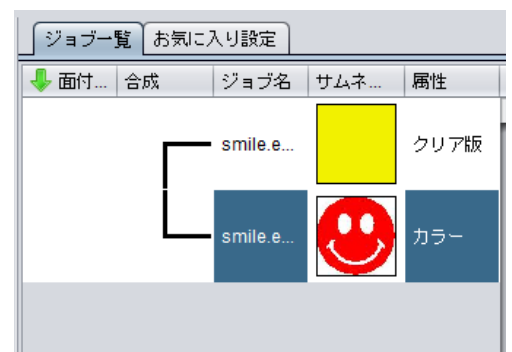 ジョブ一覧 お気に入り設定
面付... 合成 ジョブ名 サムネ... 属性
smile.e... クリア版
smile.e... カラー